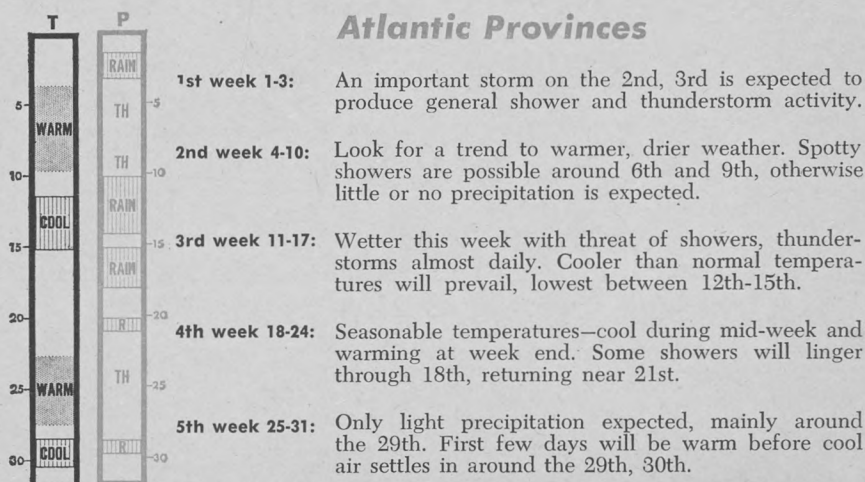 T P
Atlantic Provinces
RAIN
1st week 1-3: An important storm on the 2nd, 3rd is expected to
produce general shower and thunderstorm activity.
5 TH 5
WARM
2nd week 4-10: Look for a trend to warmer, drier weather. Spotty
showers are possible around 6th and 9th, otherwise
little or no precipitation is expected.
TH
10 10
RAIN
COOL
3rd week 11-17: Wetter this week with threat of showers, thunder-
storms almost daily. Cooler than normal tempera-
tures will prevail, lowest between 12th-15th.
15 15
RAIN
20 20
R
4th week 18-24: Seasonable temperatures—cool during mid-week and
warming at week end. Some showers will linger
through 18th, returning near 21st.
TH
25 WARM 25
5th week 25-31: Only light precipitation expected, mainly around
the 29th. First few days will be warm before cool
air settles in around the 29th, 30th.
R
30 COOL 30